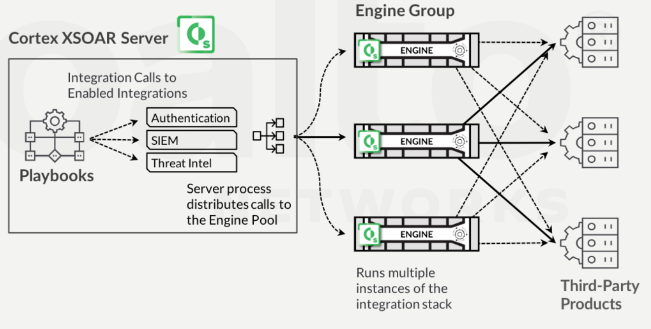 Engine Group
Cortex XSOAR Server
S
Integration Calls to
Enabled Integrations
Authentication
SIEM
Threat Intel
Playbooks
Server process
distributes calls to
the Engine Pool
S
ENGINE
S
ENGINE
S
ENGINE
Runs multiple
instances of the
integration stack
Third-Party
Products
NETWORKS